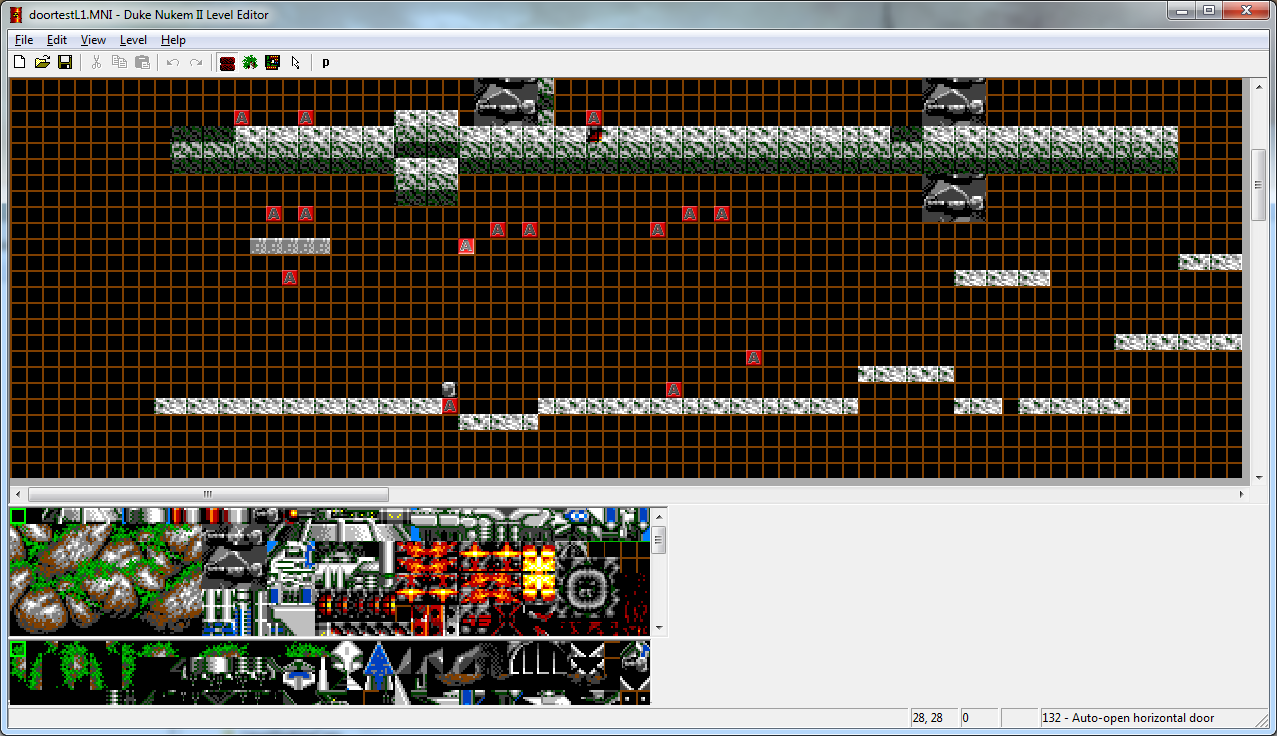 doortestL1.MNI - Duke Nukem II Level Editor
File Edit View Level Help
p
A A A
A A A A
A A A
A
A
A
A
A
28, 28 0 132 - Auto-open horizontal door